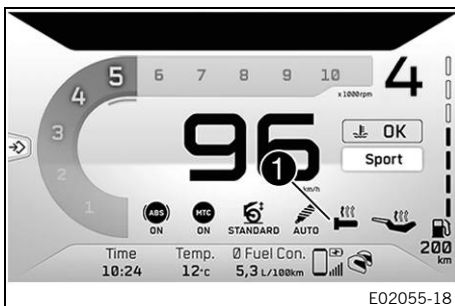 5 6 7 8 9 10
4
x 1000rpm
4
3
2
1
OK
96
km/h
Sport
1
ABS
ON
MTC
ON
STANDARD
AUTO
Time
10:24
Temp.
12°C
Ø Fuel Con.
5,3 L/100km
200
km
E02055-18